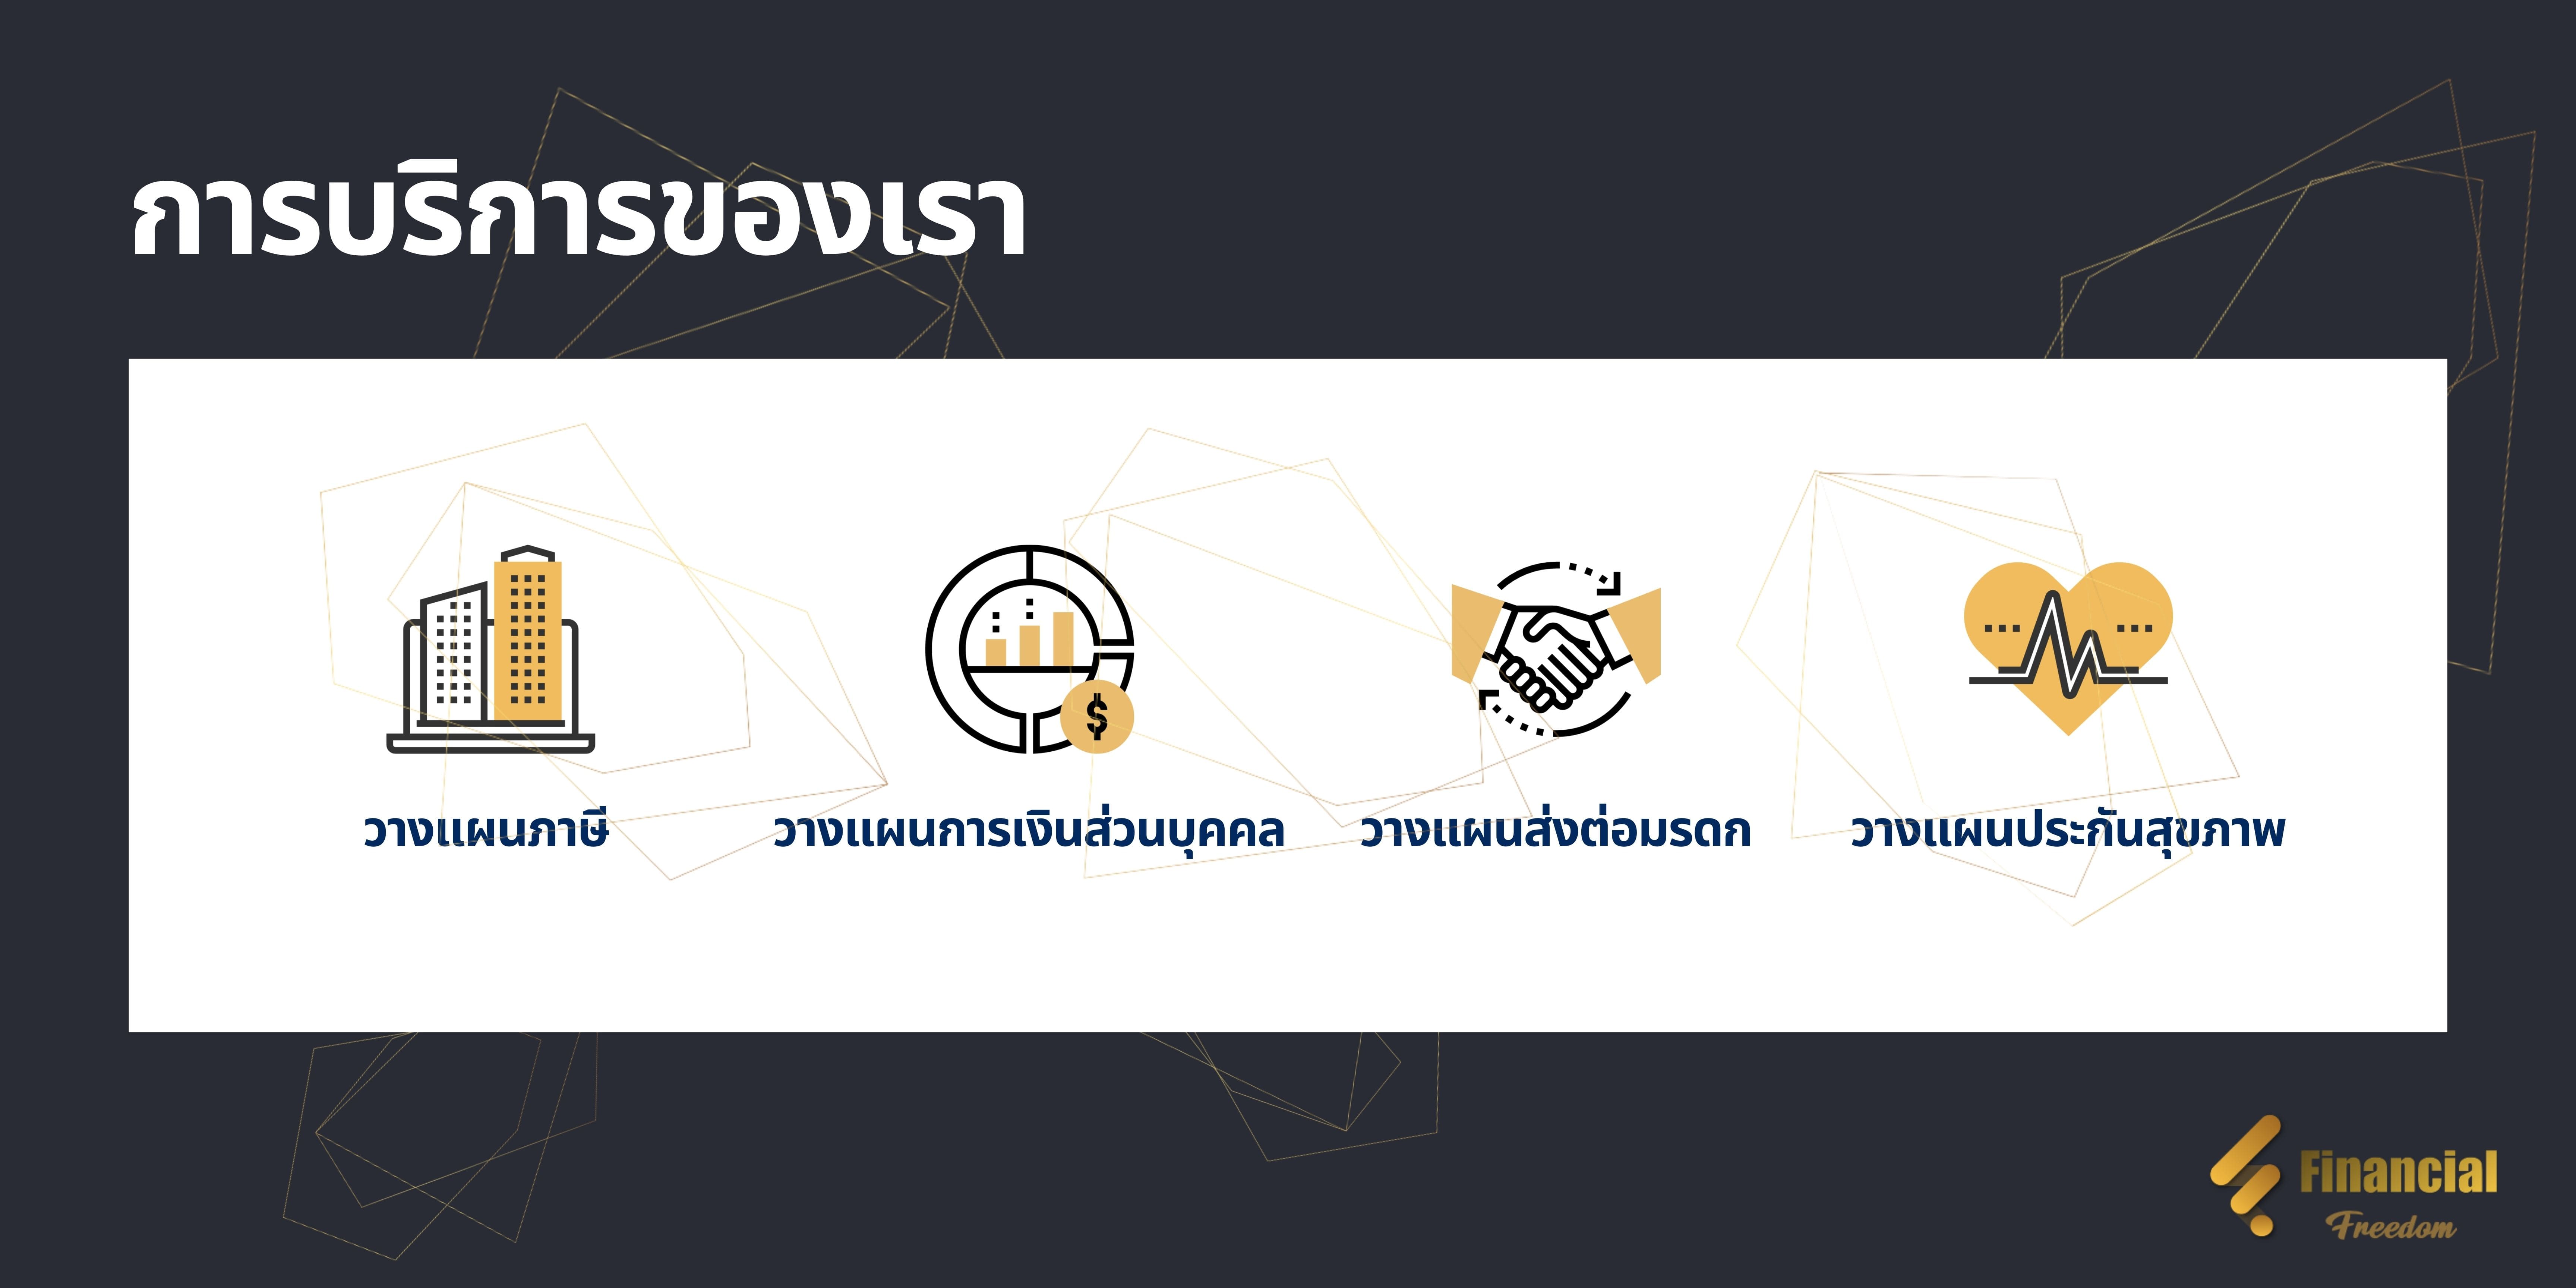 การบริการของเรา
$
วางแผนภาษี
วางแผนการเงินส่วนบุคคล
วางแผนส่งต่อมรดก
วางแผนประกันสุขภาพ
Financial
Freedom